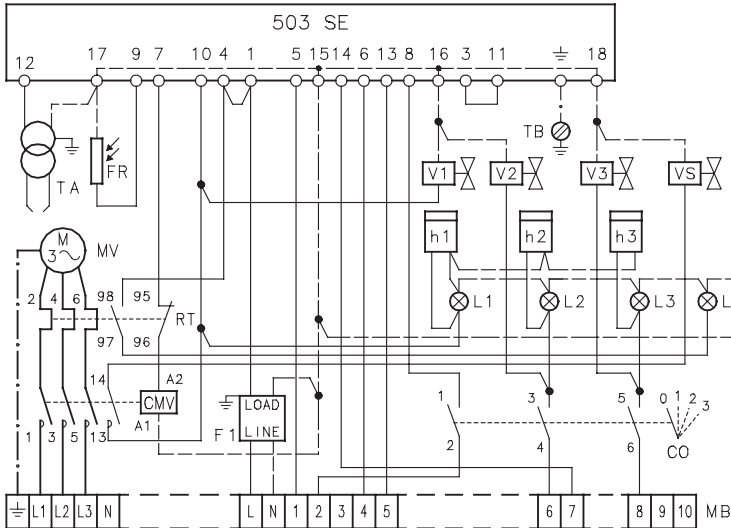 503 SE
12 17 9 7 10 4 1 5 15 14 6 4 13 8 16 3 11 18
TA
FR
TB
V1
V2
V3
VS
h1
h2
h3
M
3
MV
2 4 6 98 95
RT
L1
L2
L3
L
97 96
14
A2
CMV
LOAD
1 3 5 13
A1
F1
LINE
1
3
5
0 1 2 3
2
4
6
CO
L1 L2 L3 N L N 1 2 3 4 5 6 7 8 9 10 MB